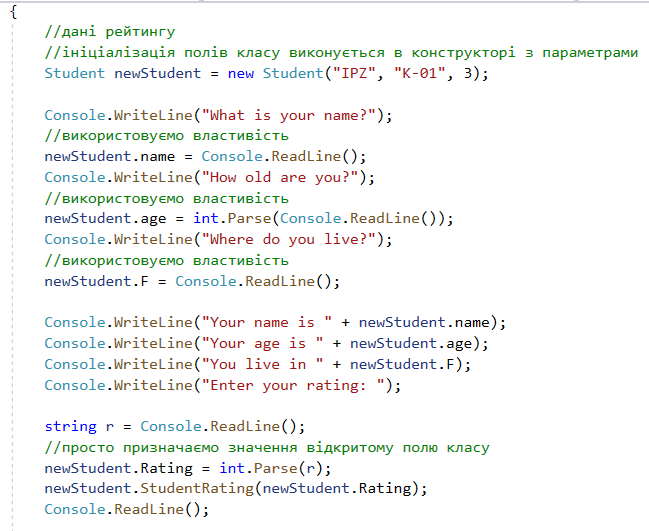 {
//дані рейтингу
//ініціалізація полів класу виконується в конструкторі з параметрами
Student newStudent = new Student("IPZ", "K-01", 3);
Console.WriteLine("What is your name?");
//використовуємо властивість
newStudent.name = Console.ReadLine();
Console.WriteLine("How old are you?");
//використовуємо властивість
newStudent.age = int.Parse(Console.ReadLine());
Console.WriteLine("Where do you live?");
//використовуємо властивість
newStudent.F = Console.ReadLine();
Console.WriteLine("Your name is " + newStudent.name);
Console.WriteLine("Your age is " + newStudent.age);
Console.WriteLine("You live in " + newStudent.F);
Console.WriteLine("Enter your rating: ");
string r = Console.ReadLine();
//просто призначаємо значення відкритому полю класу
newStudent.Rating = int.Parse(r);
newStudent.StudentRating(newStudent.Rating);
Console.ReadLine();